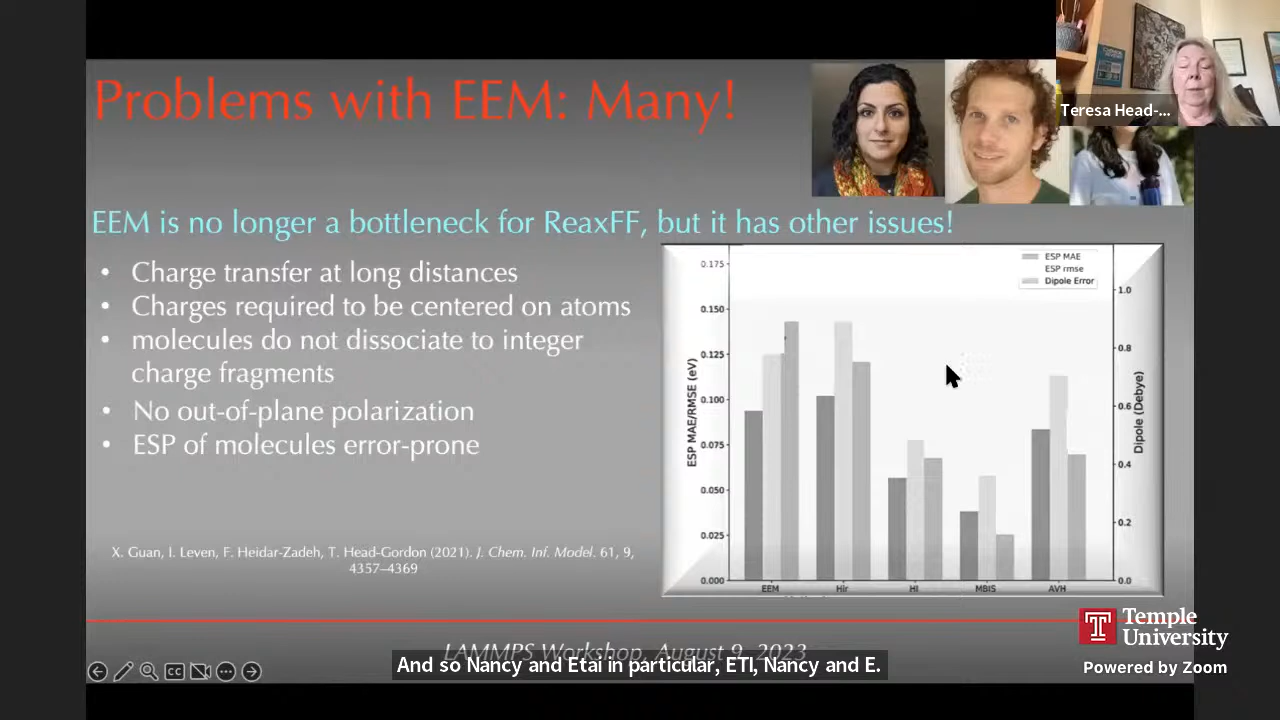 Problems with EEM: Many!
Teresa Head-...
EEM is no longer a bottleneck for ReaxFF, but it has other issues!
• Charge transfer at long distances
• Charges required to be centered on atoms
• molecules do not dissociate to integer
charge fragments
• No out-of-plane polarization
• ESP of molecules error-prone
X. Guan, I. Leven, F. Heidar-Zadeh, T. Head-Gordon (2021). J. Chem. Inf. Model. 61, 9,
4357–4369
ESP MAE
ESP rmse
Dipole Error
ESP MAE/RMSE (eV)
0.175
0.150
0.125
0.100
0.075
0.050
0.025
0.000
EEM Hir HI MBIS AVH
1.0
0.8
0.6
0.4
0.2
0.0
Dipole (Debye)
LAMMPS Workshop, August 9, 2023
And so Nancy and Etai in particular, ETI, Nancy and E.
CC
Temple
University
Powered by Zoom